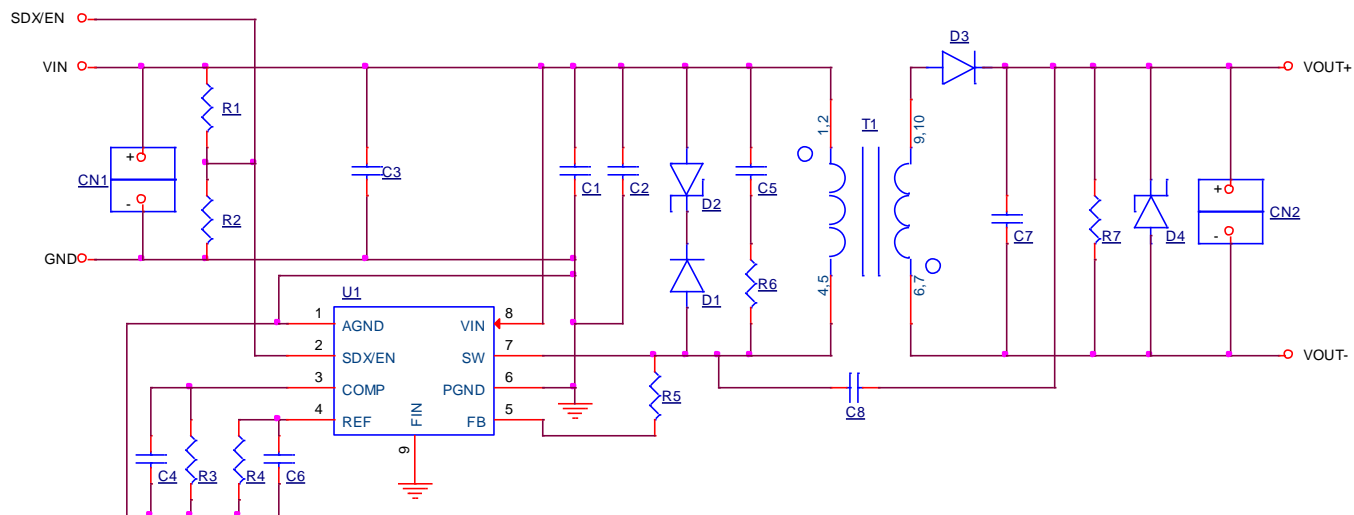 SDX/EN
D3
VIN
VOUT+
R1
1,2
T1
9,10
+
CN1
-
C3
C1
C2
D2
C5
+
CN2
-
R2
C7
R7
D4
GND
R6
4,5
6,7
D1
U1
1
AGND
VIN
8
2
SDX/EN
SW
7
VOUT-
3
COMP
PGND
6
R5
C8
4
REF
FIN
FB
5
9
C4
R3
R4
C6